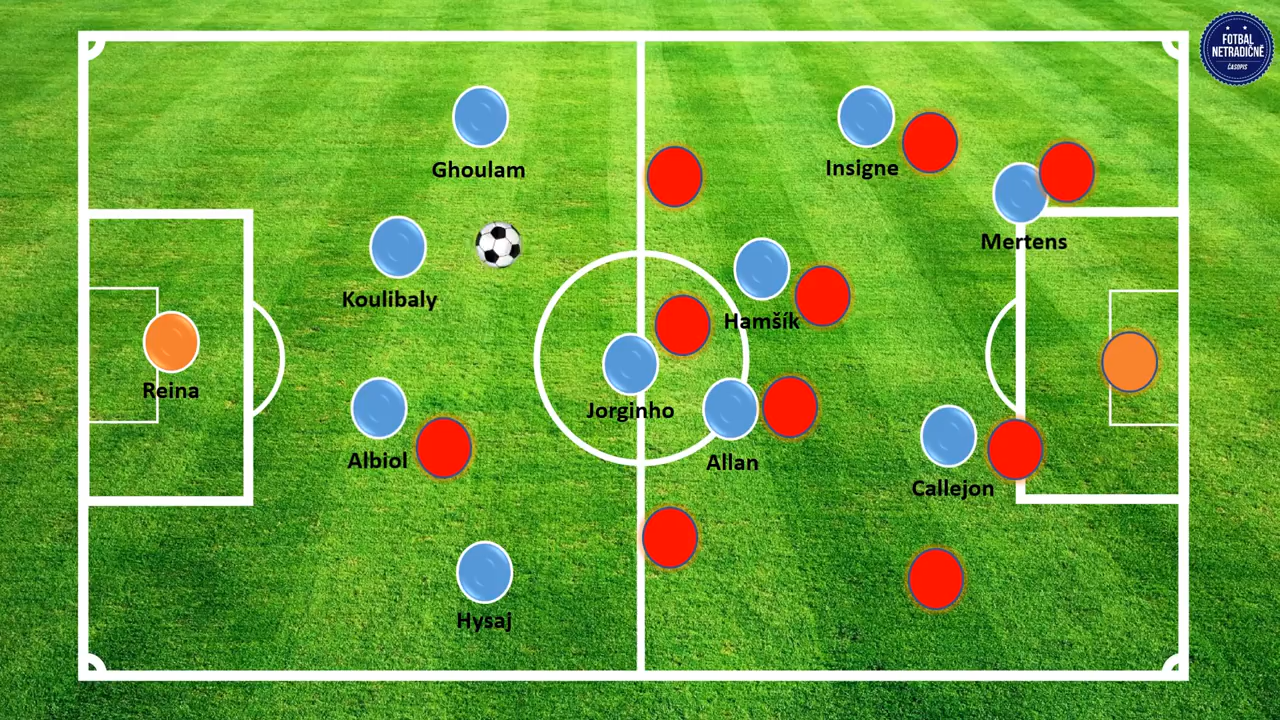 FOTBAL
NETRADIČNĚ
ČASOPIS
Ghoulam
Insigne
Mertens
Koulibaly
Hamšík
Reina
Jorginho
Albiol
Allan
Callejon
Hysaj